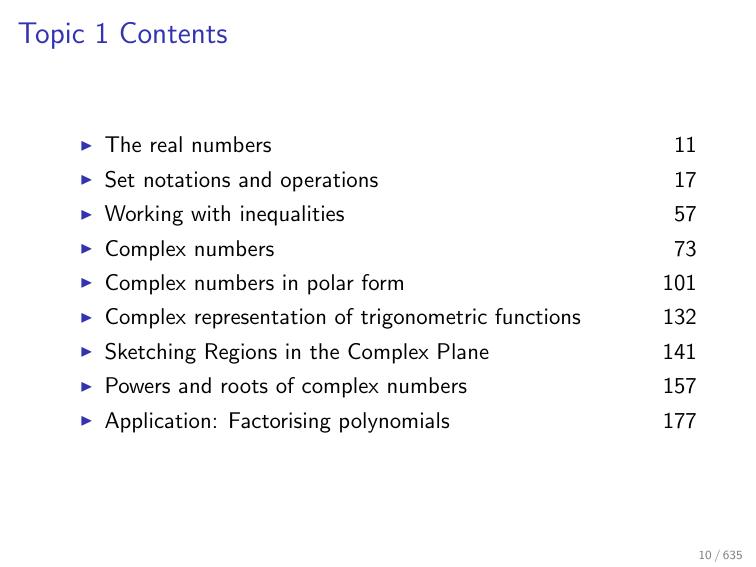 Topic 1 Contents
▶ The real numbers 11
▶ Set notations and operations 17
▶ Working with inequalities 57
▶ Complex numbers 73
▶ Complex numbers in polar form 101
▶ Complex representation of trigonometric functions 132
▶ Sketching Regions in the Complex Plane 141
▶ Powers and roots of complex numbers 157
▶ Application: Factorising polynomials 177
10 / 635